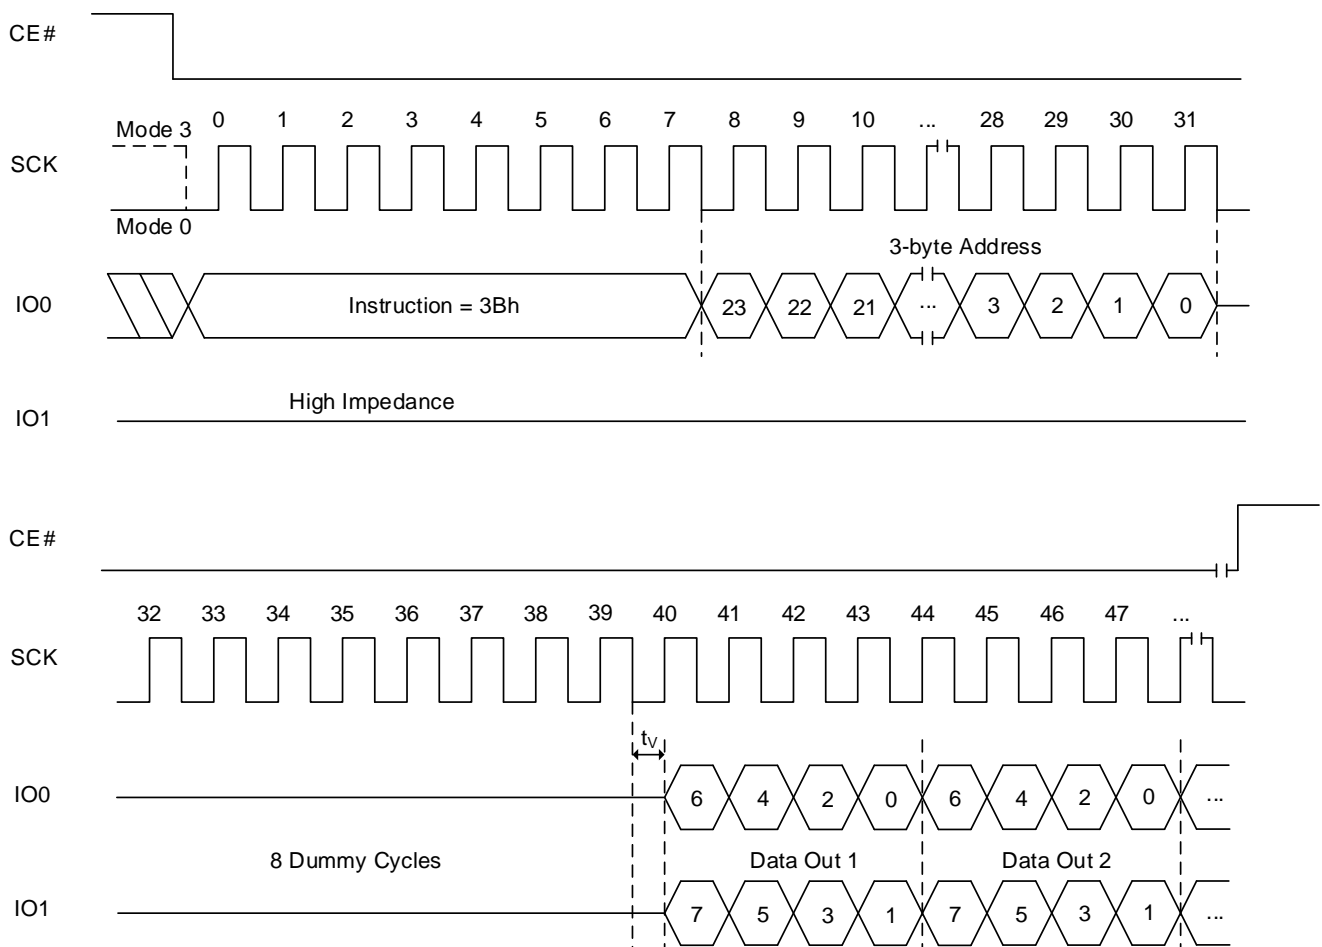 CE#
Mode 3 0 1 2 3 4 5 6 7 8 9 10 ... 28 29 30 31
SCK
Mode 0
3-byte Address
IO0 Instruction = 3Bh 23 22 21 ... 3 2 1 0
High Impedance
IO1
CE#
32 33 34 35 36 37 38 39 40 41 42 43 44 45 46 47 ...
SCK
tV
IO0 6 4 2 0 6 4 2 0 ...
8 Dummy Cycles Data Out 1 Data Out 2
IO1 7 5 3 1 7 5 3 1 ...